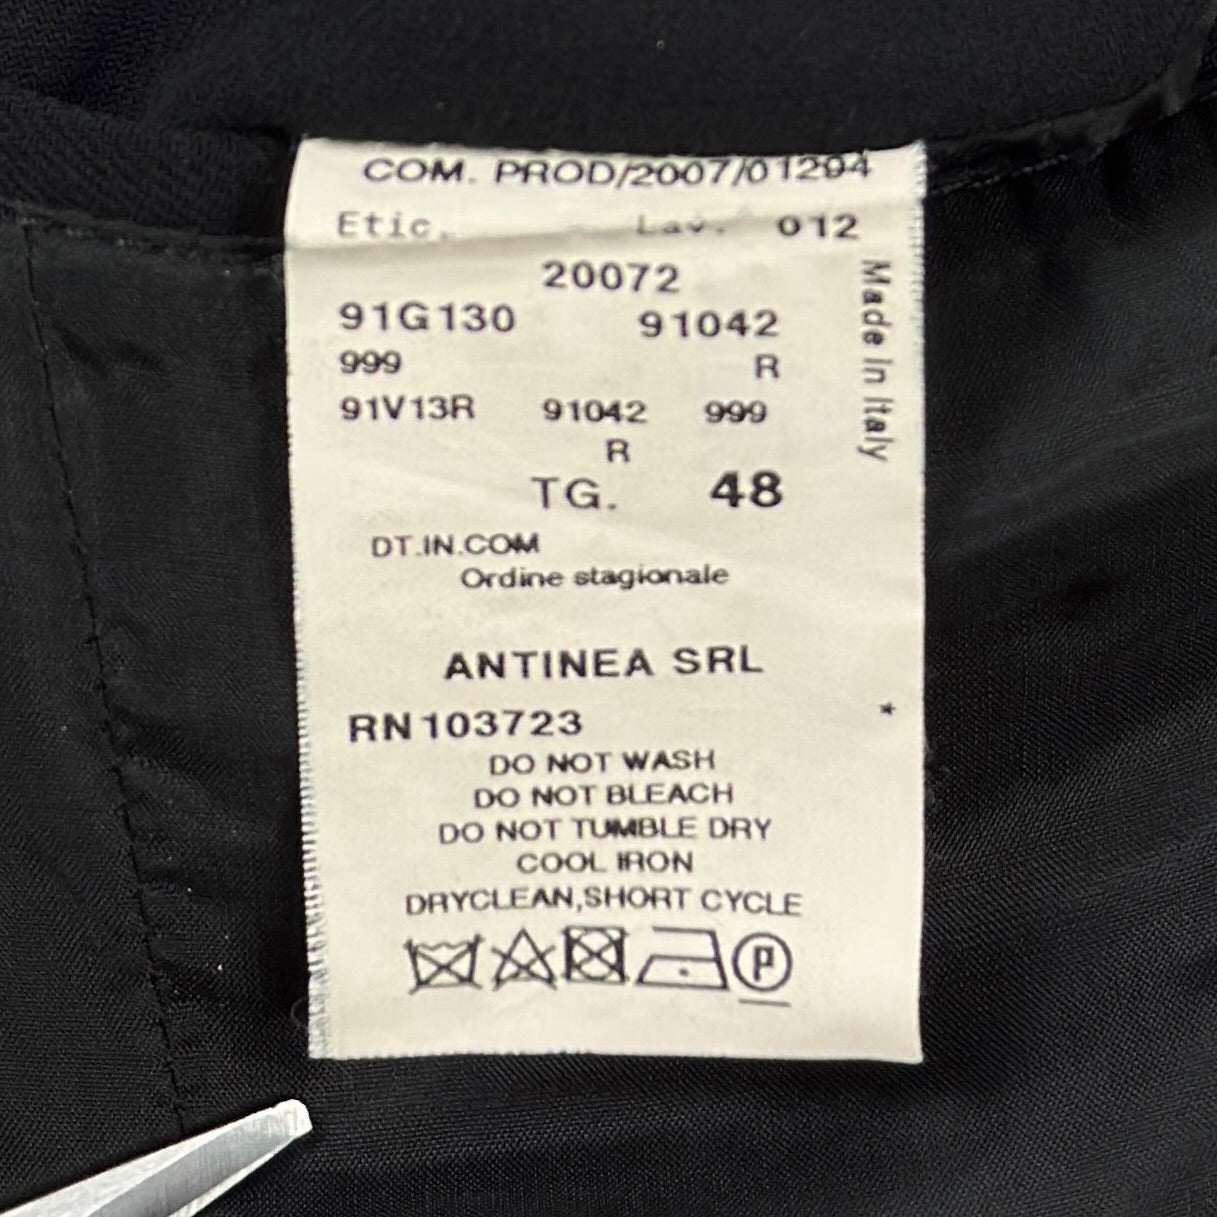 COM. PROD/2007/01294
Etic. - Lav. 012
20072
91G130 91042
999 R
91V13R 91042 999
R
TG. 48
DT.IN.COM
Ordine stagionale
ANTINEA SRL
RN 103723 *
DO NOT WASH
DO NOT BLEACH
DO NOT TUMBLE DRY
COOL IRON
DRYCLEAN,SHORT CYCLE
P
Made In Italy